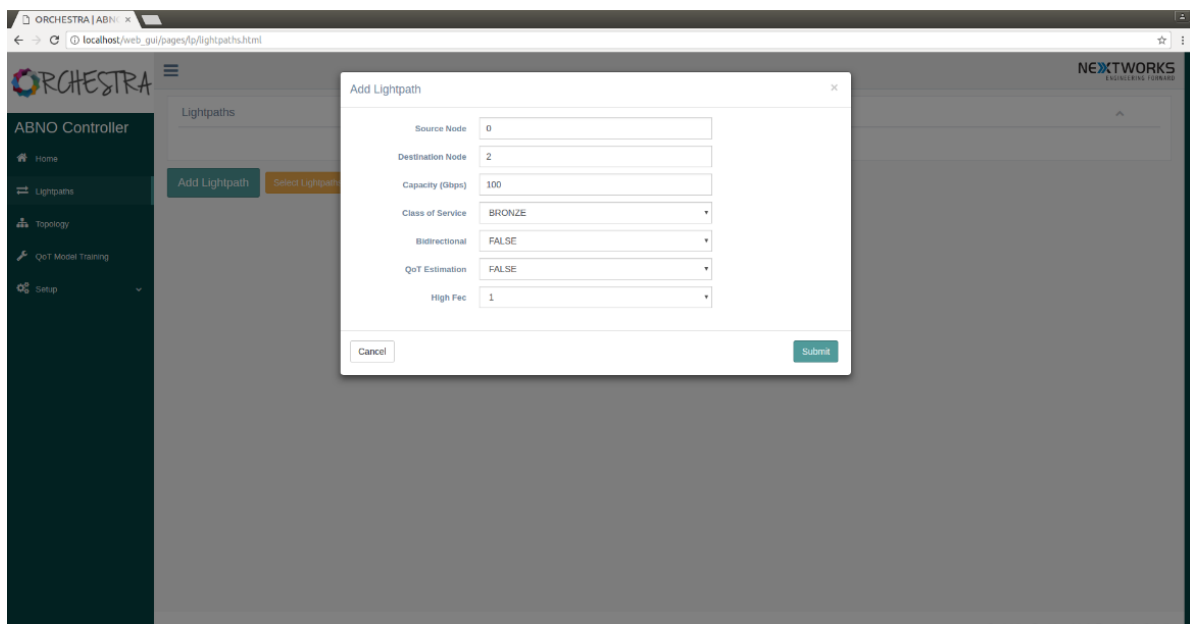 ORCHESTRA | ABN
localhost/web_gui/pages/lp/lightpaths.html
ORCHESTRA
NEXTWORKS
ENGINEERING FORWARD
ABNO Controller
Home
Lightpaths
Topology
QoT Model Training
Setup
Lightpaths
Add Lightpath
Select Lightpath
Add Lightpath ×
Source Node 0
Destination Node 2
Capacity (Gbps) 100
Class of Service BRONZE
Bidirectional FALSE
QoT Estimation FALSE
High Fec 1
Cancel
Submit